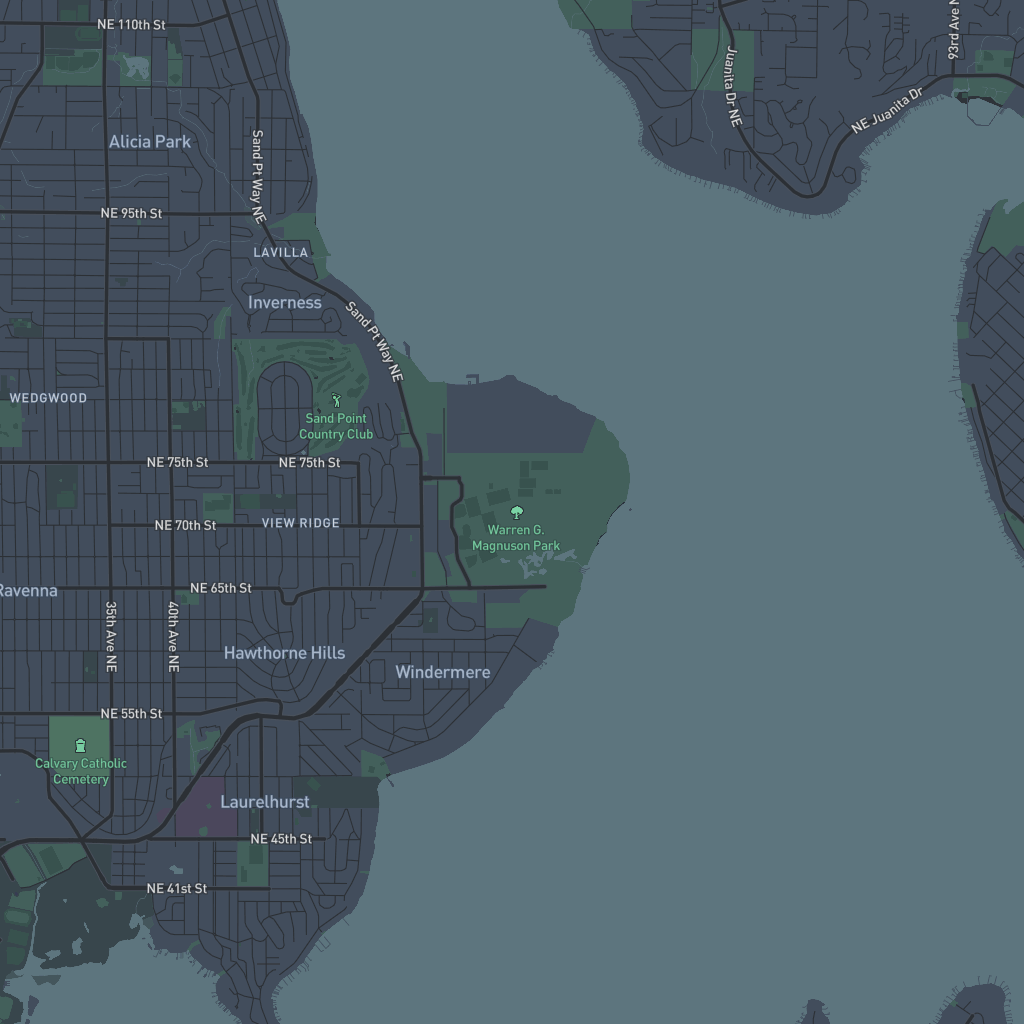 NE 110th St
93rd Ave N
Juanita Dr NE
NE Juanita Dr
Alicia Park
Sand Pt Way NE
NE 95th St
LAVILLA
Inverness
Sand Pt Way NE
WEDGWOOD
Sand Point
Country Club
NE 75th St
NE 75th St
NE 70th St
VIEW RIDGE
Warren G.
Magnuson Park
Ravenna
NE 65th St
35th Ave NE
40th Ave NE
Hawthorne Hills
Windermere
NE 55th St
Calvary Catholic
Cemetery
Laurelhurst
NE 45th St
NE 41st St